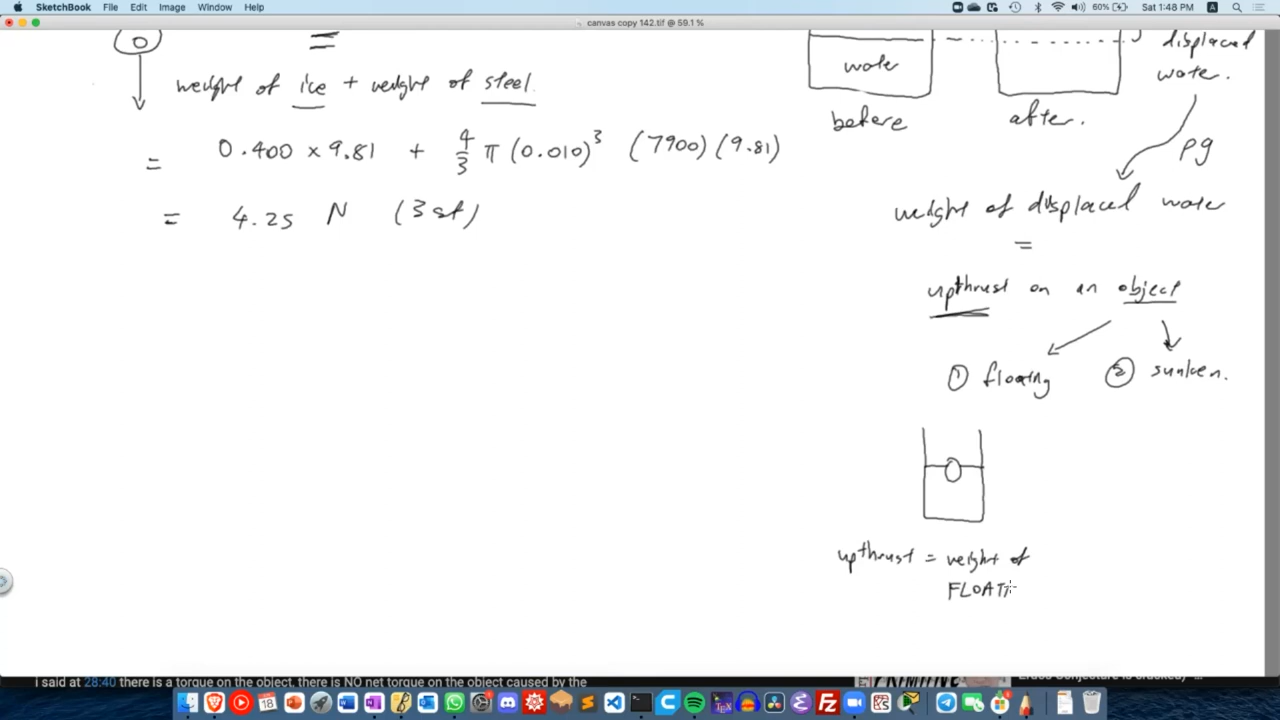 SketchBook File Edit Image Window Help
60% Sat 1:48 PM
canvas copy 142.tif @ 59.1 %
weight of ice + weight of steel.
= 0.400 × 9.81 + 4/3 π (0.010)³ (7900) (9.81)
= 4.25 N (3 sf)
water
displaced
water.
before after.
ρg
weight of displaced water
=
upthrust on an object
① floating ② sunken.
upthrust = weight of
FLOATI
I said at 28:40 there is a torque on the object, there is NO net torque on the object caused by the